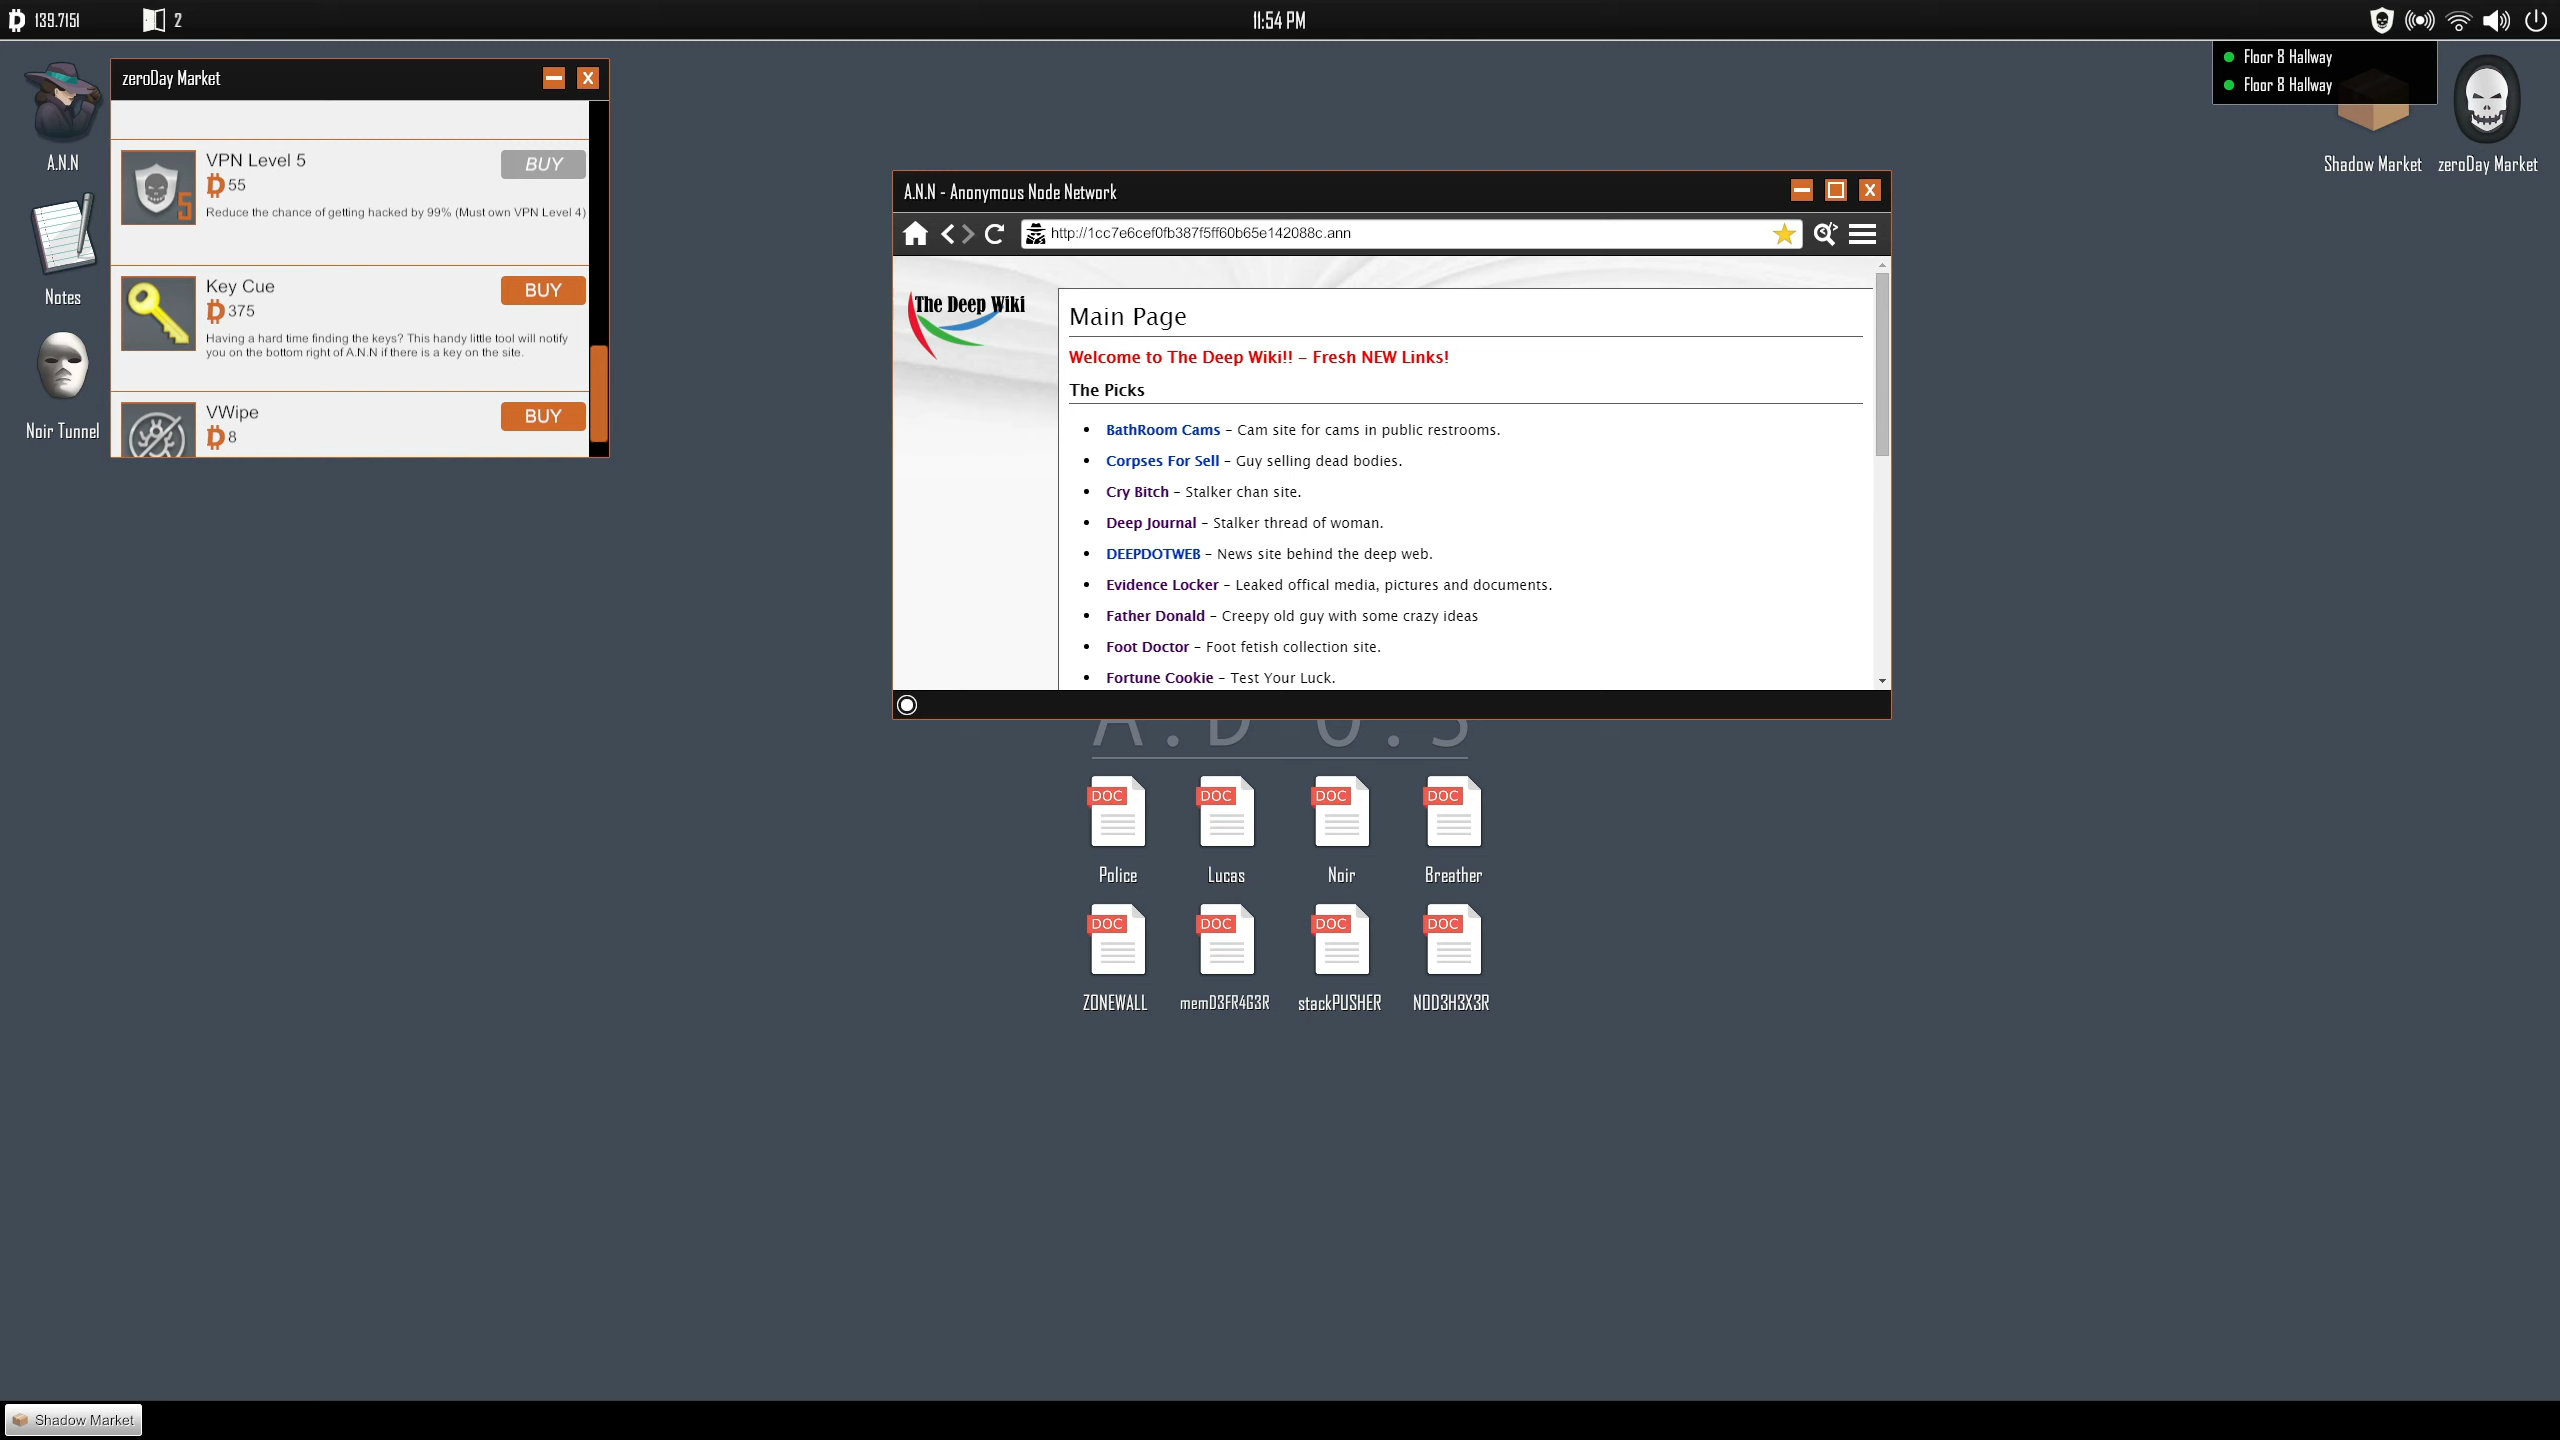 139.7151
2
11:54 PM
Floor 8 Hallway
Floor 8 Hallway
A.N.N
Notes
Noir Tunnel
Shadow Market
zeroDay Market
zeroDay Market
X
VPN Level 5
BUY
55
5
Reduce the chance of getting hacked by 99% (Must own VPN Level 4)
Key Cue
BUY
375
Having a hard time finding the keys? This handy little tool will notify
you on the bottom right of A.N.N if there is a key on the site.
VWipe
BUY
8
A.N.N - Anonymous Node Network
X
http://1cc7e6cef0fb387f5ff60b65e142088c.ann
The Deep Wiki
Main Page
Welcome to The Deep Wiki!! – Fresh NEW Links!
The Picks
• BathRoom Cams – Cam site for cams in public restrooms.
• Corpses For Sell – Guy selling dead bodies.
• Cry Bitch – Stalker chan site.
• Deep Journal – Stalker thread of woman.
• DEEPDOTWEB – News site behind the deep web.
• Evidence Locker – Leaked offical media, pictures and documents.
• Father Donald – Creepy old guy with some crazy ideas
• Foot Doctor – Foot fetish collection site.
• Fortune Cookie – Test Your Luck.
DOC DOC DOC DOC
Police Lucas Noir Breather
DOC DOC DOC DOC
ZONEWALL memD3FR4G3R stackPUSHER NOD3H3X3R
Shadow Market